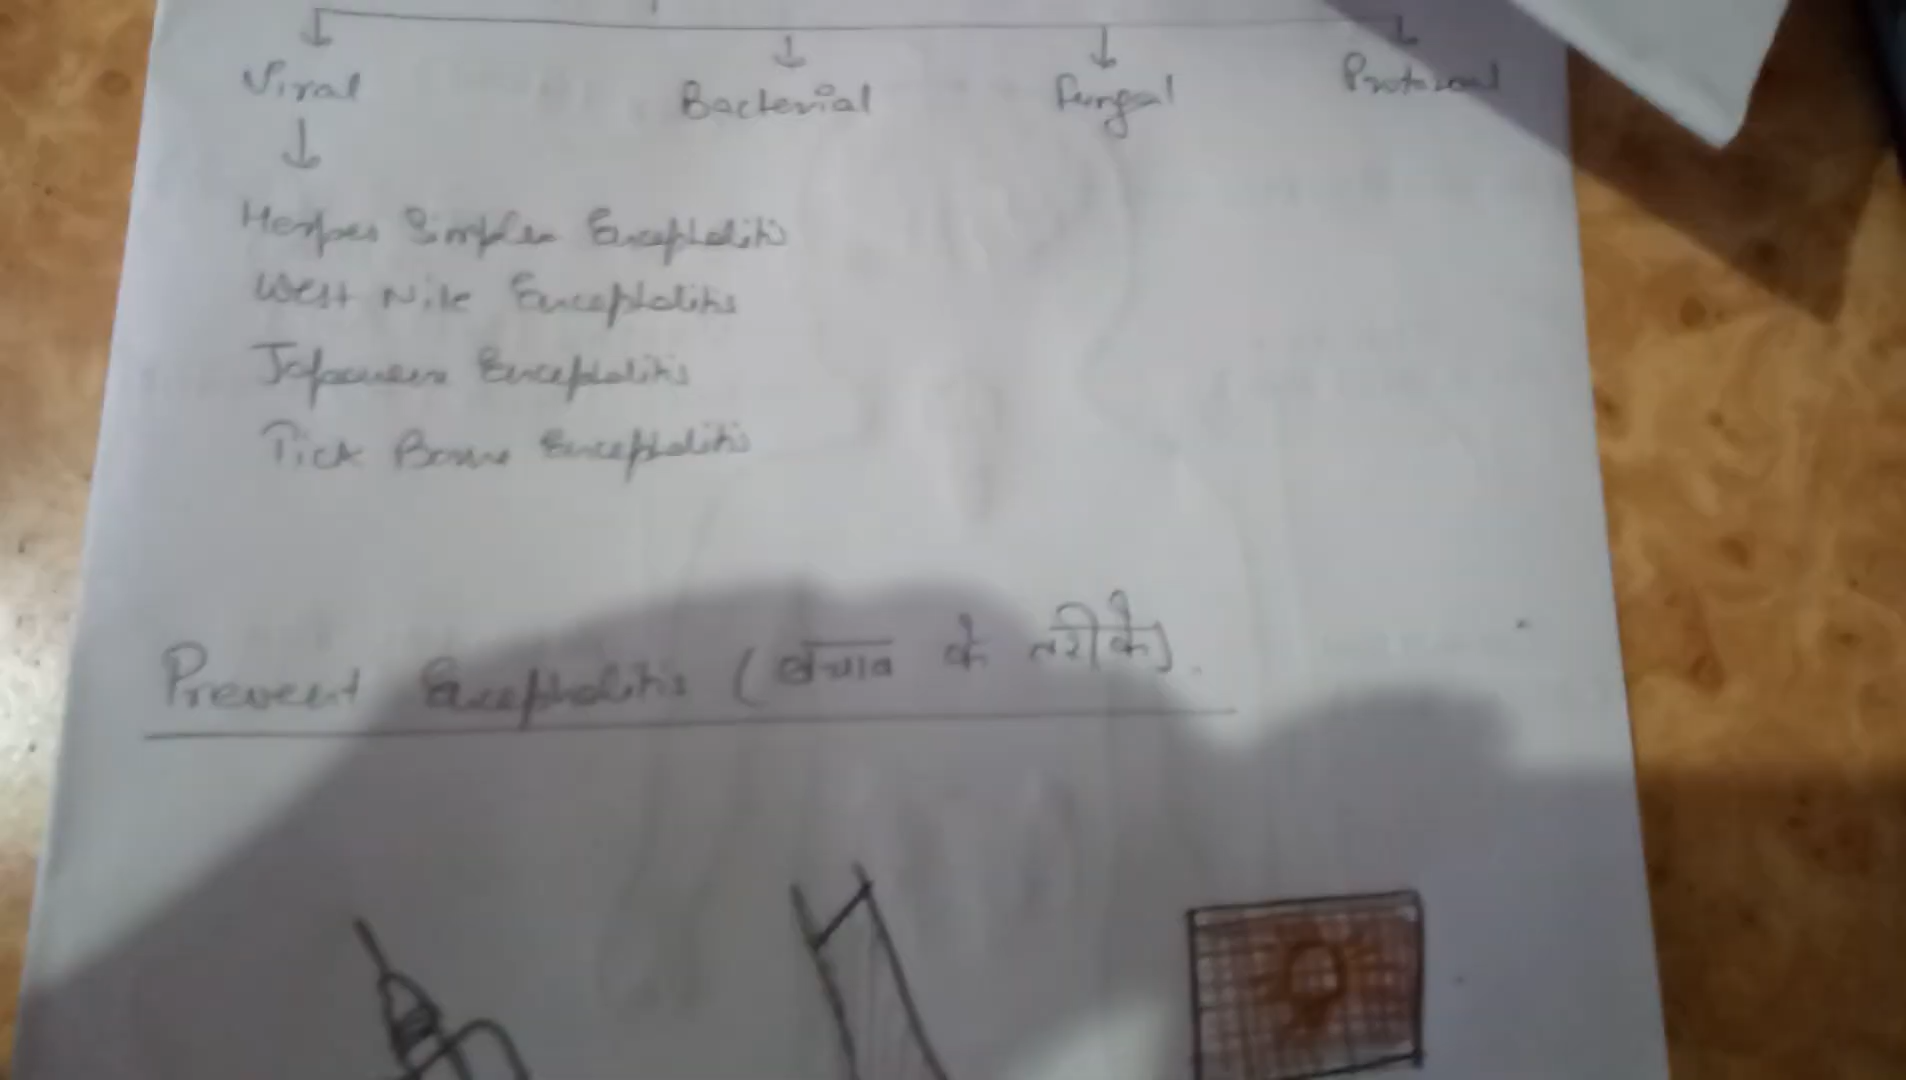 Viral Bacterial Fungal Protozoal
Herpes Simplex Encephalitis
West Nile Encephalitis
Japanese Encephalitis
Tick Borne Encephalitis
Prevent Encephalitis (बचाव के तरीके).